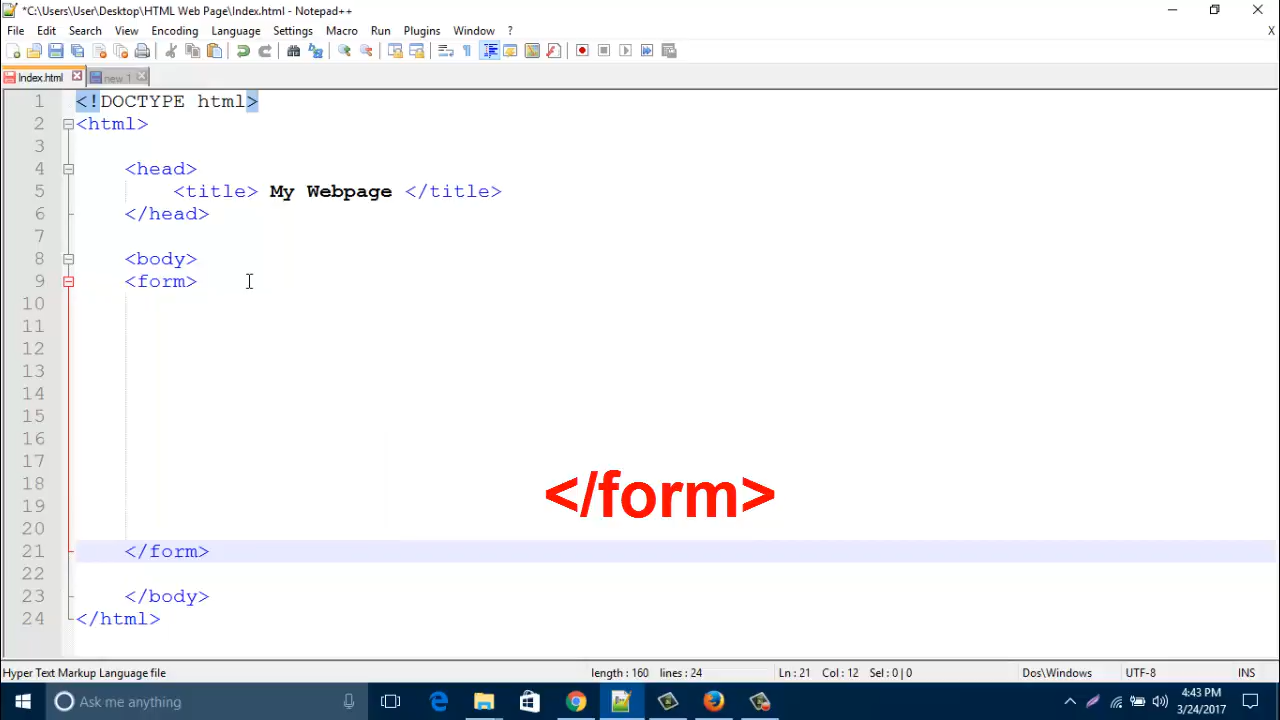 *C:\Users\User\Desktop\HTML Web Page\Index.html - Notepad++
File Edit Search View Encoding Language Settings Macro Run Plugins Window ? X
Index.html new 1
1 <!DOCTYPE html>
2 <html>
3
4 <head>
5 <title> My Webpage </title>
6 </head>
7
8 <body>
9 <form>
10
11
12
13
14
15
16
17
18
</form>
19
20
21 </form>
22
23 </body>
24 </html>
Hyper Text Markup Language file length : 160 lines : 24 Ln : 21 Col : 12 Sel : 0 | 0 Dos\Windows UTF-8 INS
Ask me anything
4:43 PM
3/24/2017